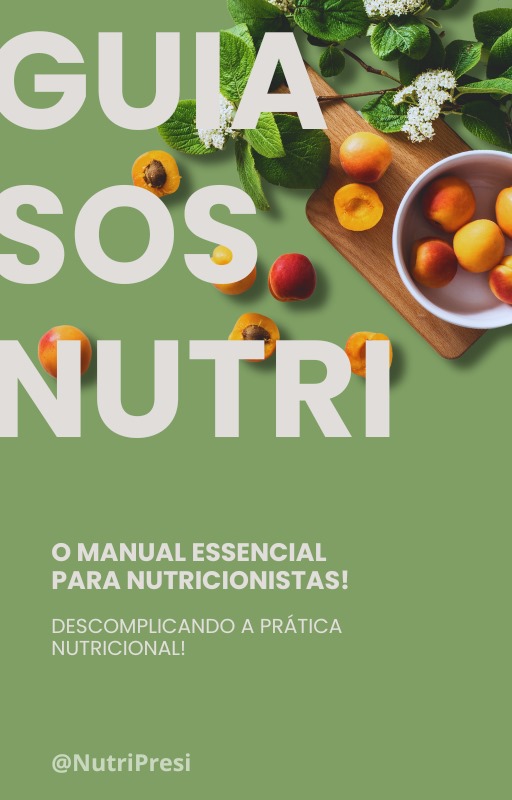 GUIA
SOS
NUTRI
O MANUAL ESSENCIAL
PARA NUTRICIONISTAS!
DESCOMPLICANDO A PRÁTICA
NUTRICIONAL!
@NutriPresi